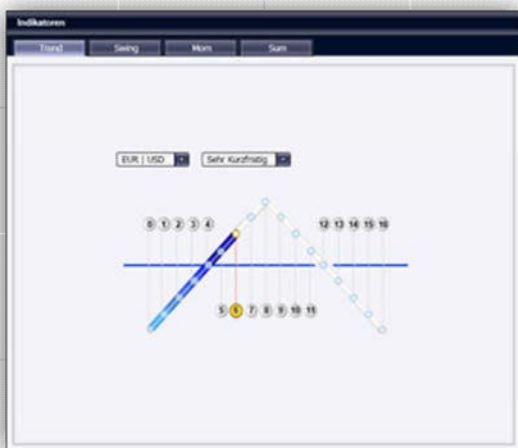 Indikatoren
Trend Swing Mom Sum
EUR | USD Sehr Kurzfristig
0 1 2 3 4 12 13 14 15 16
5 6 7 8 9 10 11